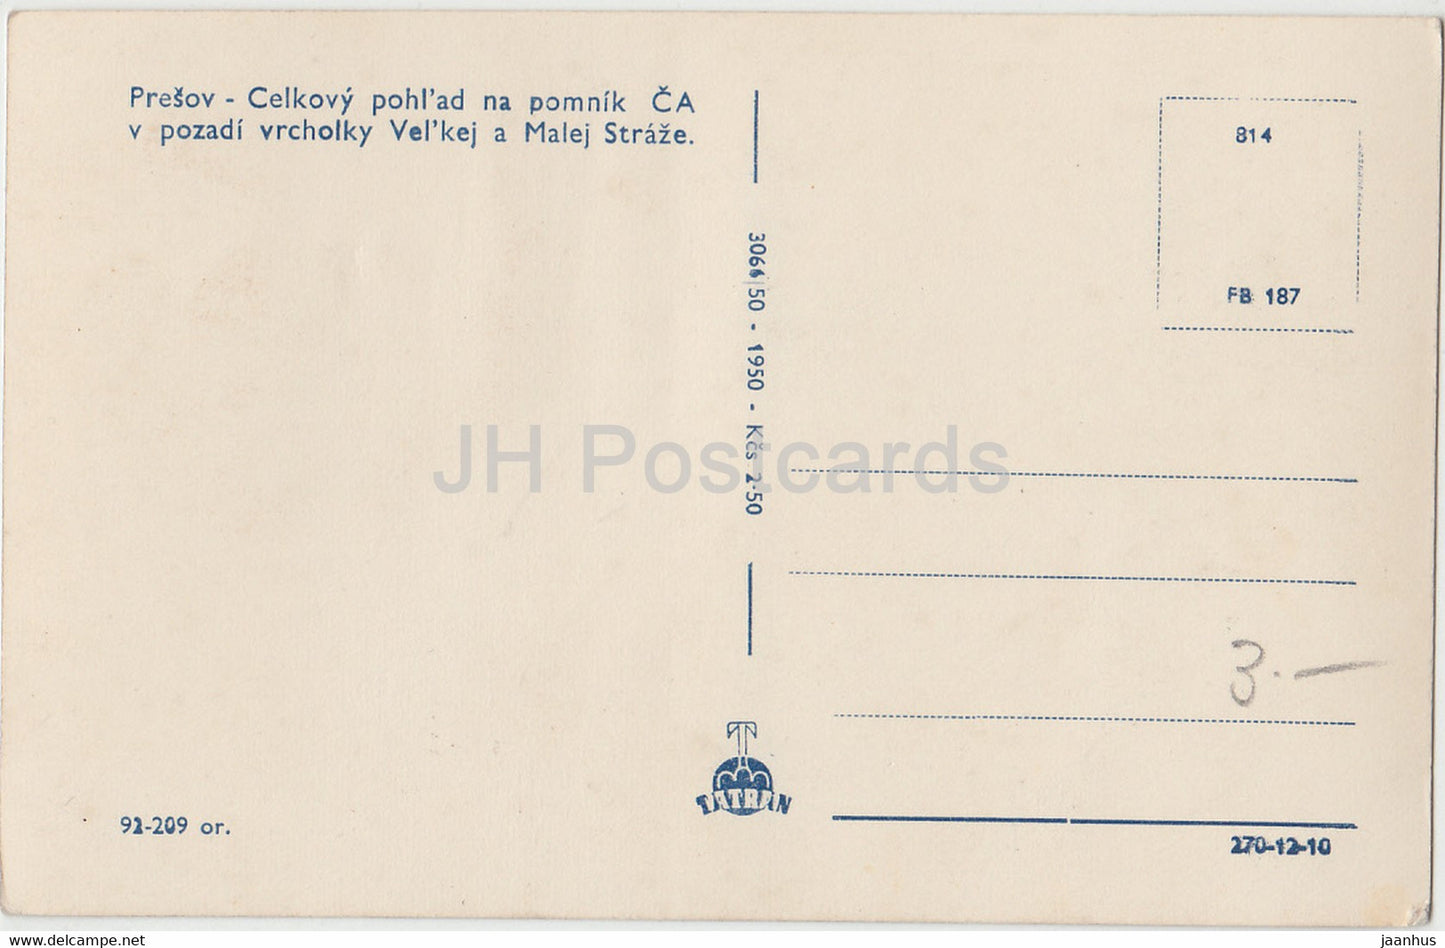 Prešov - Celkový pohľad na pomník ČA
v pozadí vrcholky Veľkej a Malej Stráže.
814
FB 187
3066/50 - 1950 - Kčs 2·50
JH Postcards
3.—
TATRAN
92-209 or.
270-12-10
jaanhus © www.delcampe.net